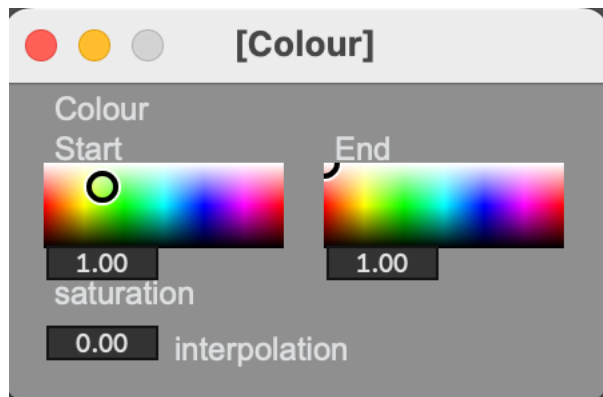 [Colour]
Colour
Start End
1.00 1.00
saturation
0.00 interpolation